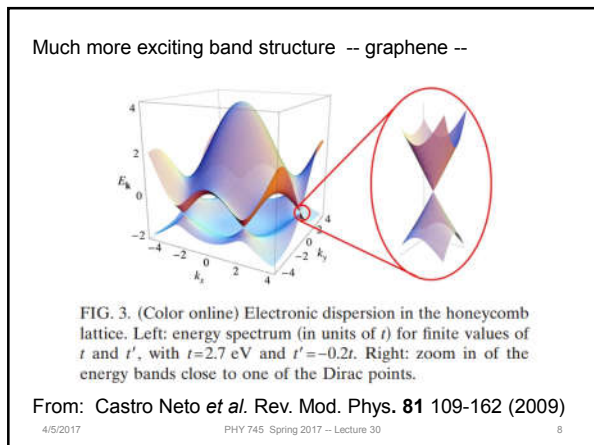 Much more exciting band structure -- graphene --
4
2
0
−2
E𝐤
−4
−2
0
2
4
kₓ
4
2
0
−2
−4
k_y
FIG. 3. (Color online) Electronic dispersion in the honeycomb
lattice. Left: energy spectrum (in units of t) for finite values of
t and t′, with t=2.7 eV and t′=−0.2t. Right: zoom in of the
energy bands close to one of the Dirac points.
From: Castro Neto et al. Rev. Mod. Phys. 81 109-162 (2009)
4/5/2017 PHY 745 Spring 2017 -- Lecture 30 8